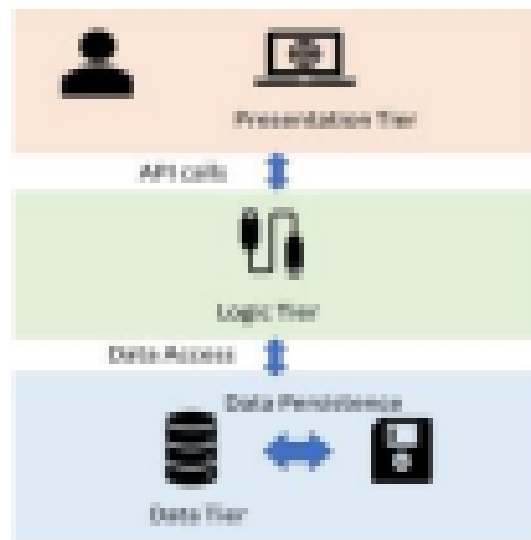 Presentation Tier
API calls
Logic Tier
Data Access
Data Persistence
Data Tier